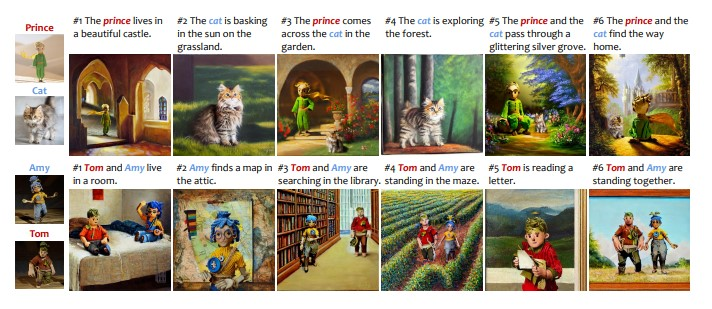 Prince
Cat
#1 The prince lives in
a beautiful castle.
#2 The cat is basking
in the sun on the
grassland.
#3 The prince comes
across the cat in the
garden.
#4 The cat is exploring
the forest.
#5 The prince and the
cat pass through a
glittering silver grove.
#6 The prince and the
cat find the way
home.
Amy
Tom
#1 Tom and Amy live
in a room.
#2 Amy finds a map in
the attic.
#3 Tom and Amy are
searching in the library.
#4 Tom and Amy are
standing in the maze.
#5 Tom is reading a
letter.
#6 Tom and Amy are
standing together.